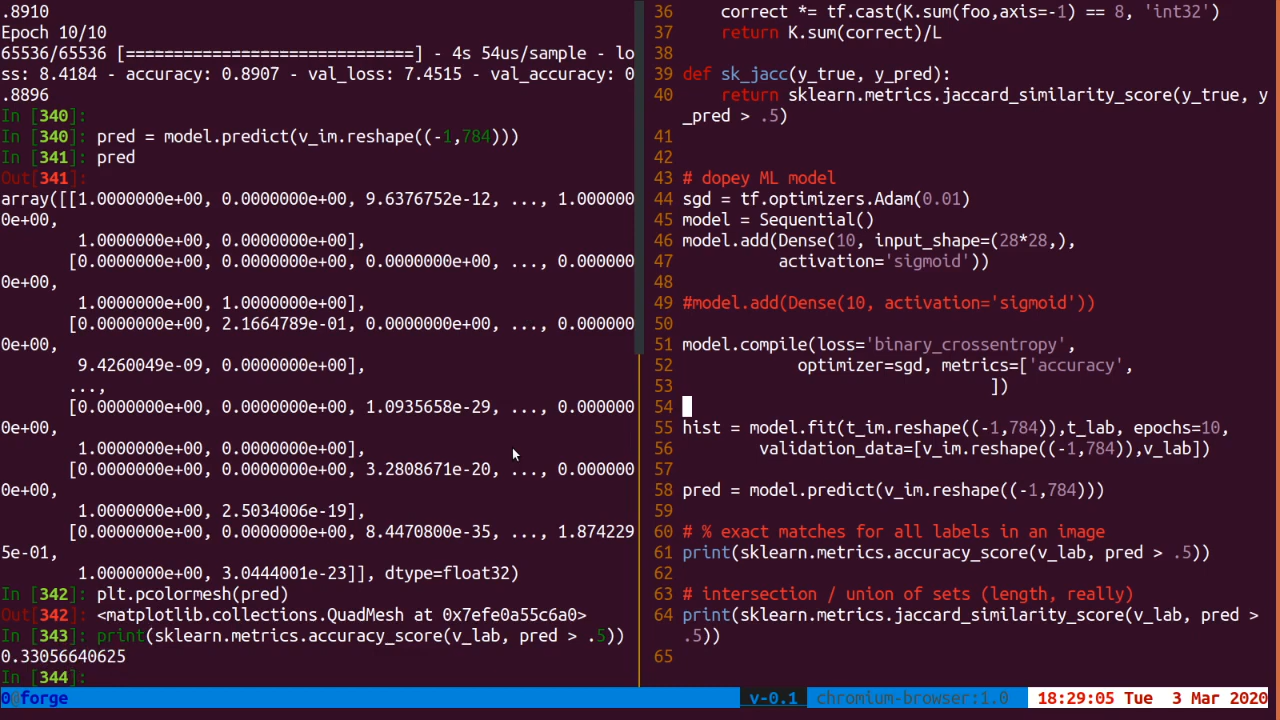 .8910
Epoch 10/10
65536/65536 [==============================] - 4s 54us/sample - lo
ss: 8.4184 - accuracy: 0.8907 - val_loss: 7.4515 - val_accuracy: 0
.8896
In [340]:
In [340]: pred = model.predict(v_im.reshape((-1,784)))
In [341]: pred
Out[341]:
array([[1.0000000e+00, 0.0000000e+00, 9.6376752e-12, ..., 1.000000
0e+00,
        1.0000000e+00, 0.0000000e+00],
       [0.0000000e+00, 0.0000000e+00, 0.0000000e+00, ..., 0.000000
0e+00,
        1.0000000e+00, 1.0000000e+00],
       [0.0000000e+00, 2.1664789e-01, 0.0000000e+00, ..., 0.000000
0e+00,
        9.4260049e-09, 0.0000000e+00],
       ...,
       [0.0000000e+00, 0.0000000e+00, 1.0935658e-29, ..., 0.000000
0e+00,
        1.0000000e+00, 0.0000000e+00],
       [0.0000000e+00, 0.0000000e+00, 3.2808671e-20, ..., 0.000000
0e+00,
        1.0000000e+00, 2.5034006e-19],
       [0.0000000e+00, 0.0000000e+00, 8.4470800e-35, ..., 1.874229
5e-01,
        1.0000000e+00, 3.0444001e-23]], dtype=float32)
In [342]: plt.pcolormesh(pred)
Out[342]: <matplotlib.collections.QuadMesh at 0x7efe0a55c6a0>
In [343]: print(sklearn.metrics.accuracy_score(v_lab, pred > .5))
0.33056640625
In [344]:
36     correct *= tf.cast(K.sum(foo,axis=-1) == 8, 'int32')
37     return K.sum(correct)/L
38
39 def sk_jacc(y_true, y_pred):
40     return sklearn.metrics.jaccard_similarity_score(y_true, y
_pred > .5)
41
42
43 # dopey ML model
44 sgd = tf.optimizers.Adam(0.01)
45 model = Sequential()
46 model.add(Dense(10, input_shape=(28*28,),
47           activation='sigmoid'))
48
49 #model.add(Dense(10, activation='sigmoid'))
50
51 model.compile(loss='binary_crossentropy',
52             optimizer=sgd, metrics=['accuracy',
53                                 ])
54
55 hist = model.fit(t_im.reshape((-1,784)),t_lab, epochs=10,
56         validation_data=[v_im.reshape((-1,784)),v_lab])
57
58 pred = model.predict(v_im.reshape((-1,784)))
59
60 # % exact matches for all labels in an image
61 print(sklearn.metrics.accuracy_score(v_lab, pred > .5))
62
63 # intersection / union of sets (length, really)
64 print(sklearn.metrics.jaccard_similarity_score(v_lab, pred >
.5))
65
0@forge v-0.1 chromium-browser:1.0 18:29:05 Tue  3 Mar 2020